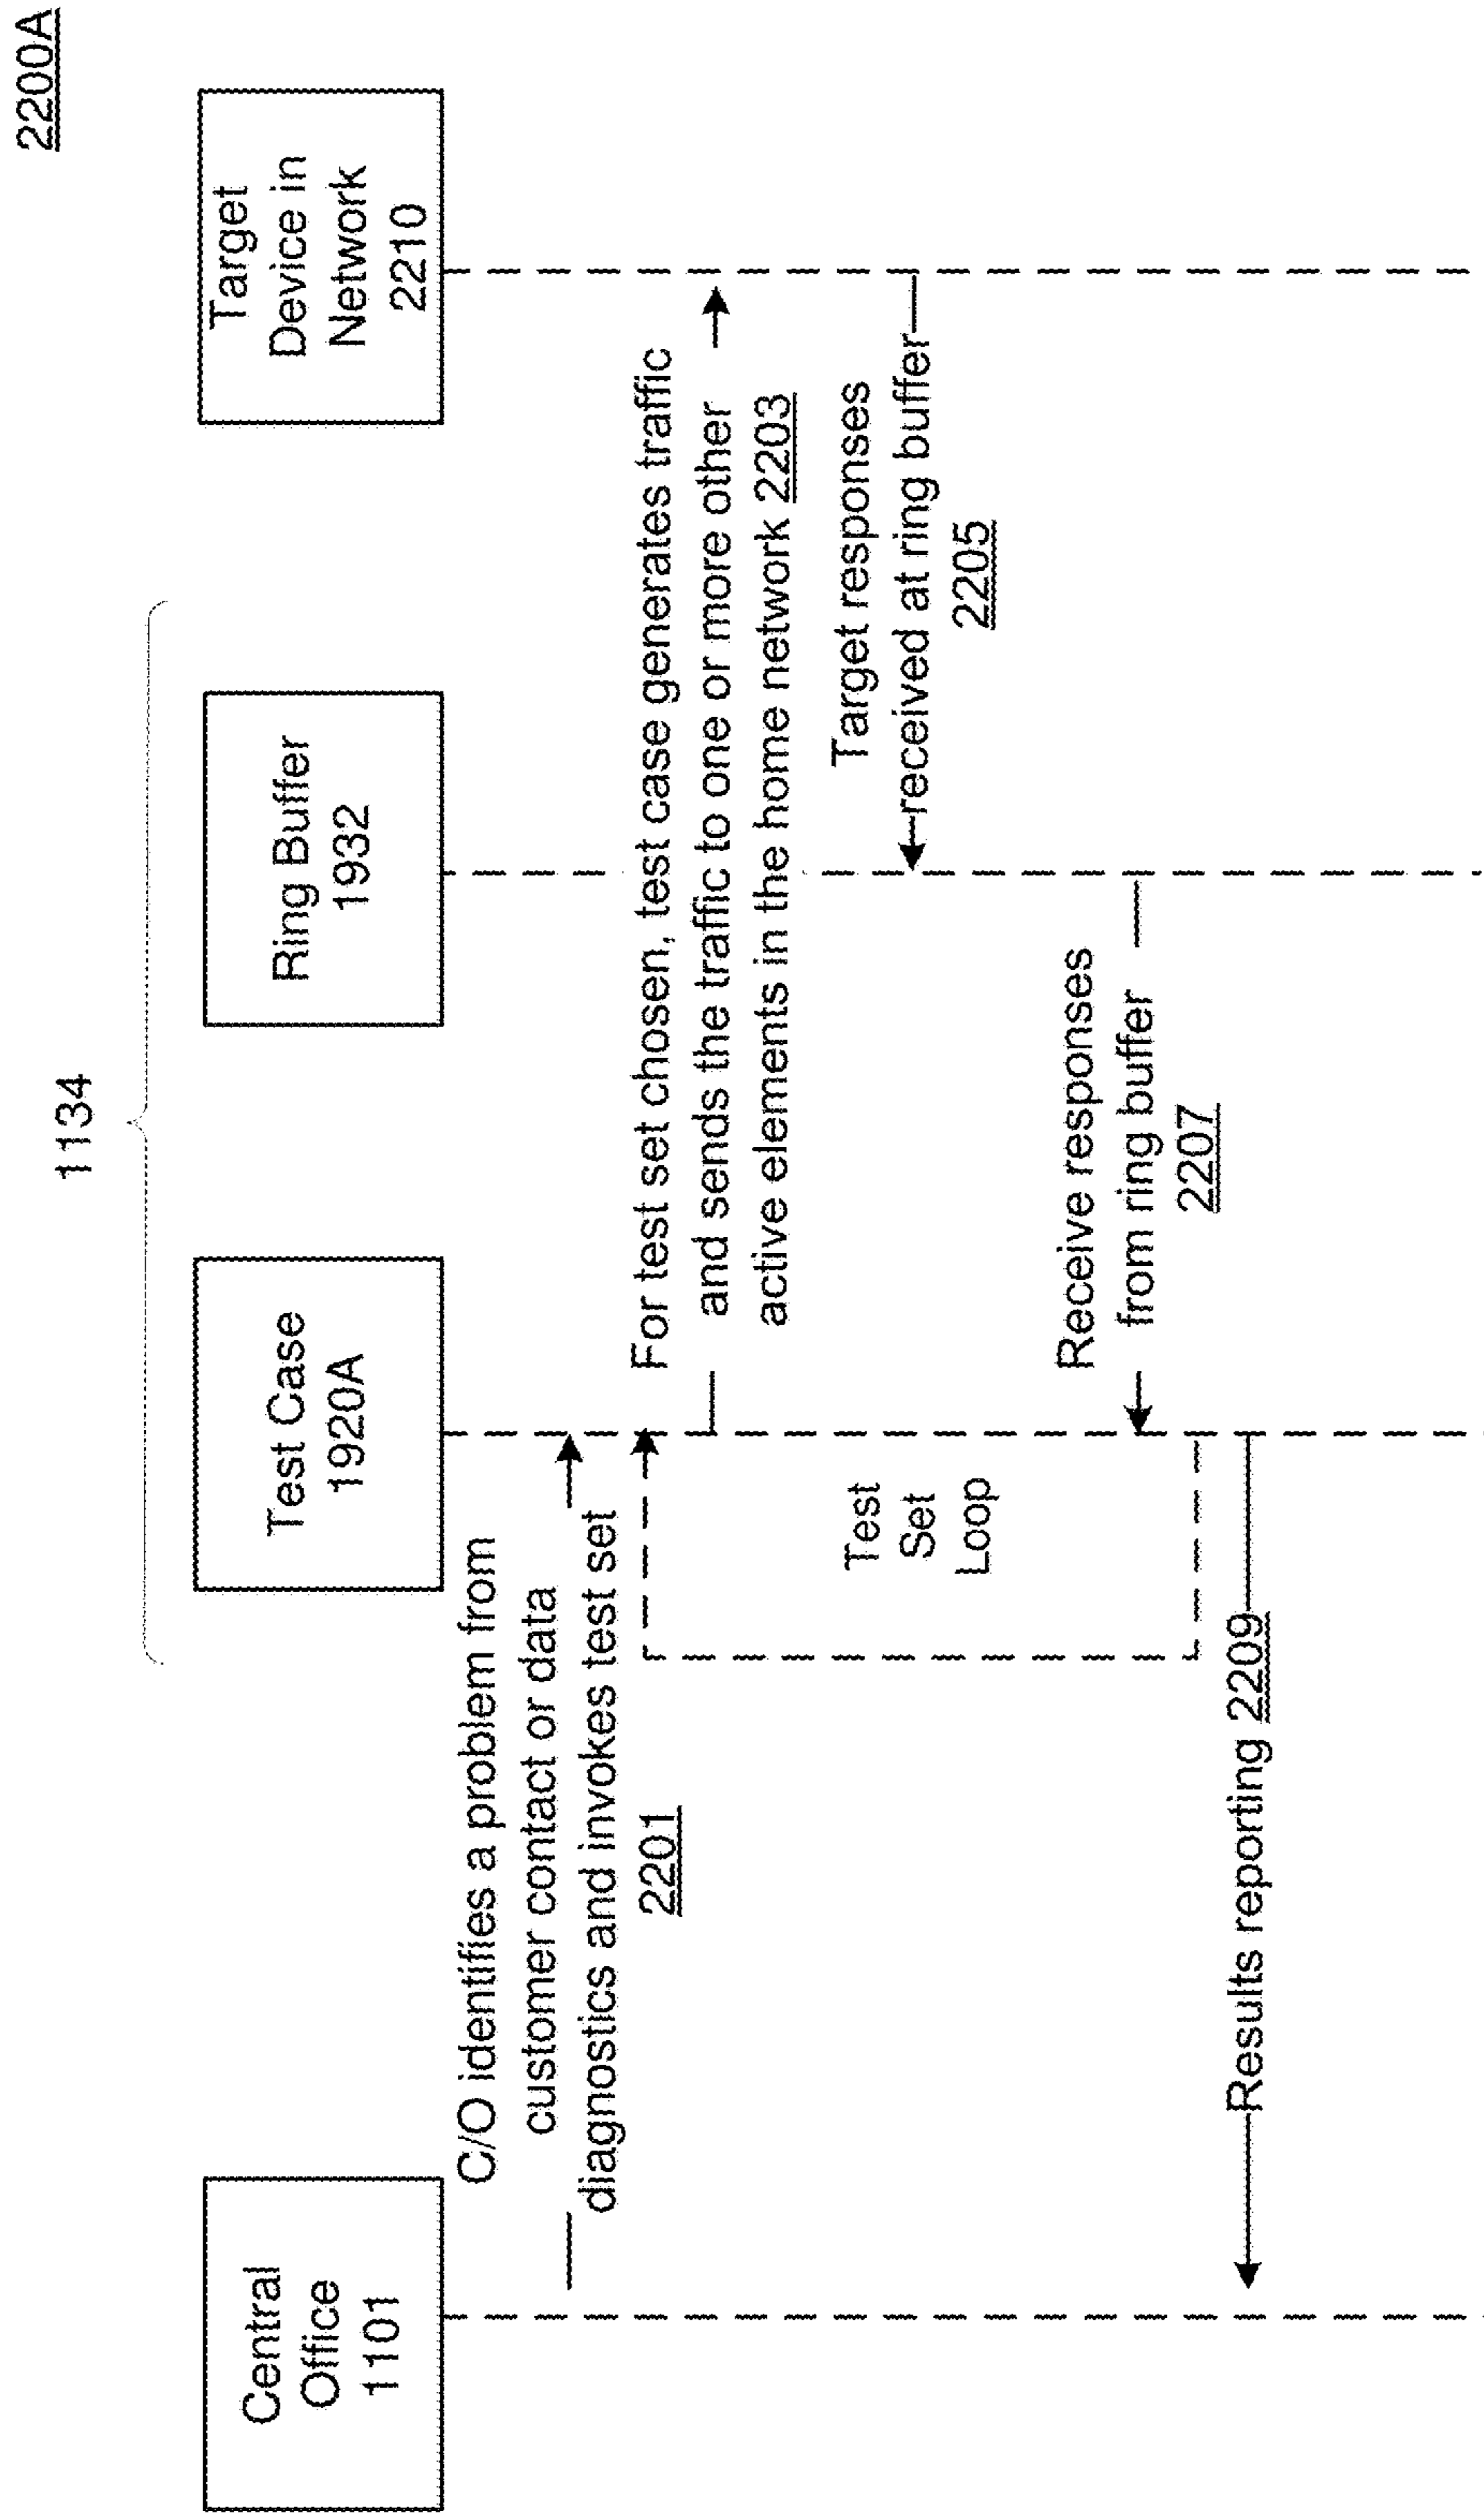 2200A
1134
Central
Office
1101
Test Case
1920A
Ring Buffer
1932
Target
Device in
Network
2210
C/O identifies a problem from
customer contact or data
diagnostics and invokes test set
2201
For test set chosen, test case generates traffic
and sends the traffic to one or more other
active elements in the home network 2203
Target responses
received at ring buffer
2205
Test
Set
Loop
Receive responses
from ring buffer
2207
Results reporting 2209